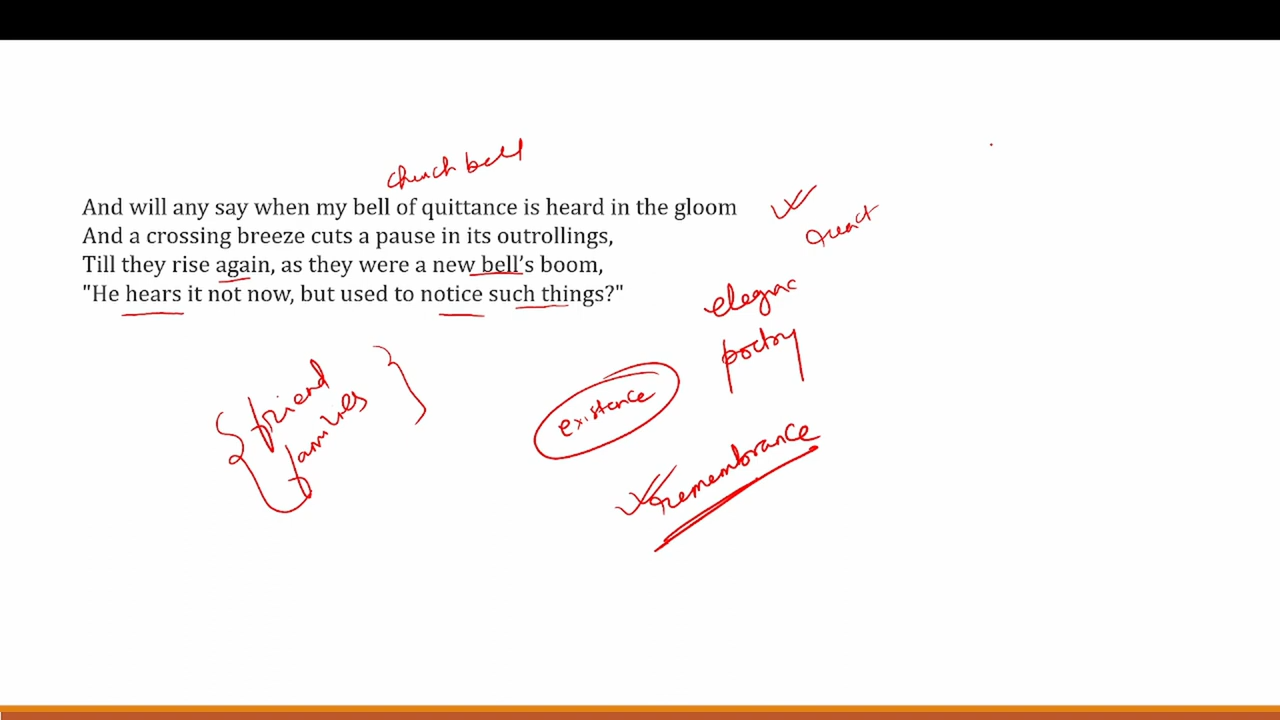 church bell
And will any say when my bell of quittance is heard in the gloom
And a crossing breeze cuts a pause in its outrollings,
Till they rise again, as they were a new bell’s boom,
"He hears it not now, but used to notice such things?"
react
elegiac
poetry
friend
families
existance
remembrance